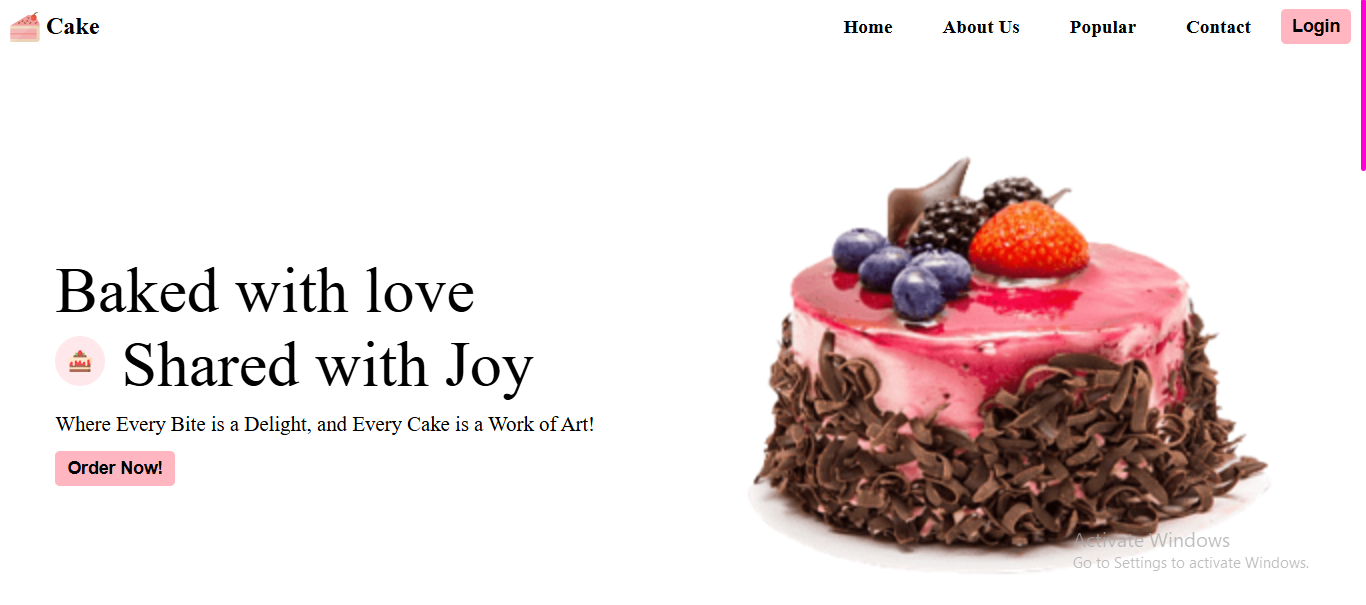 Cake
Home
About Us
Popular
Contact
Login
Baked with love
Shared with Joy
Where Every Bite is a Delight, and Every Cake is a Work of Art!
Order Now!
Activate Windows
Go to Settings to activate Windows.